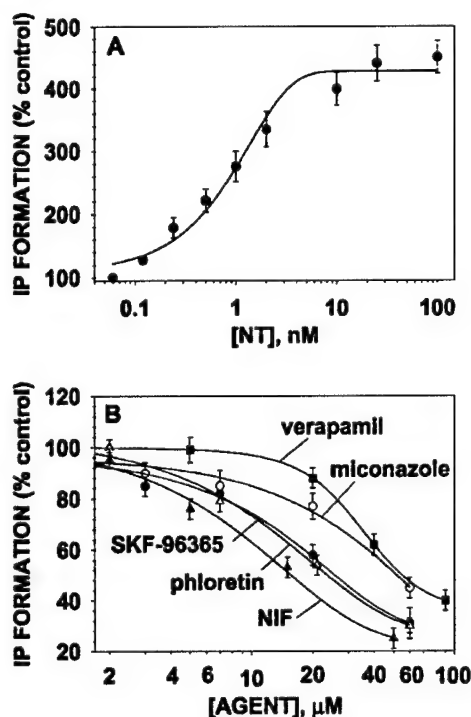 A
IP FORMATION (% control)
500
400
300
200
100
0.1 1 10 100
[NT], nM
B
IP FORMATION (% control)
120
100
80
60
40
20
verapamil
miconazole
SKF-96365
phloretin
NIF
2 4 6 10 20 40 60 100
[AGENT], μM